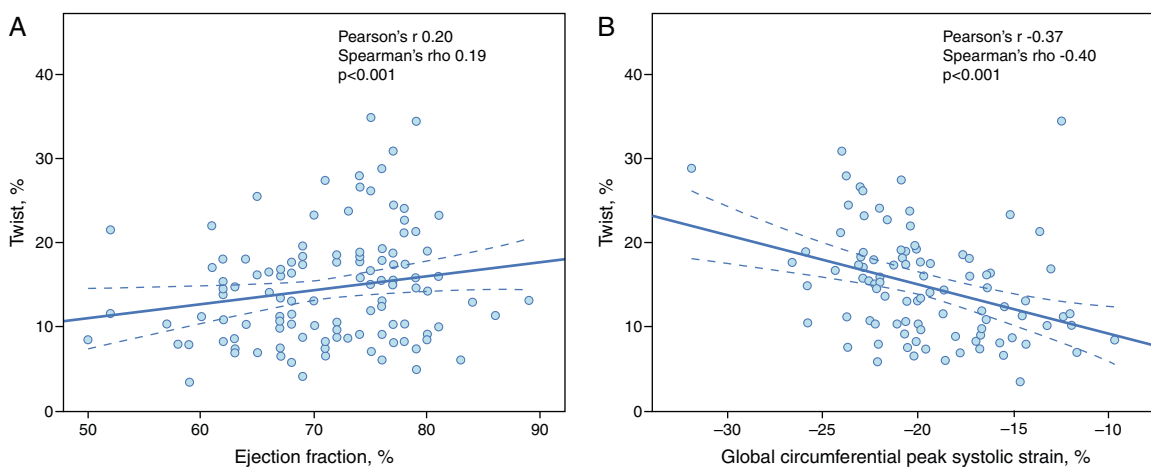 A
Pearson's r 0.20
Spearman's rho 0.19
p<0.001
40
30
20
10
0
Twist, %
50 60 70 80 90
Ejection fraction, %
B
Pearson's r -0.37
Spearman's rho -0.40
p<0.001
40
30
20
10
0
Twist, %
–30 –25 –20 –15 –10
Global circumferential peak systolic strain, %